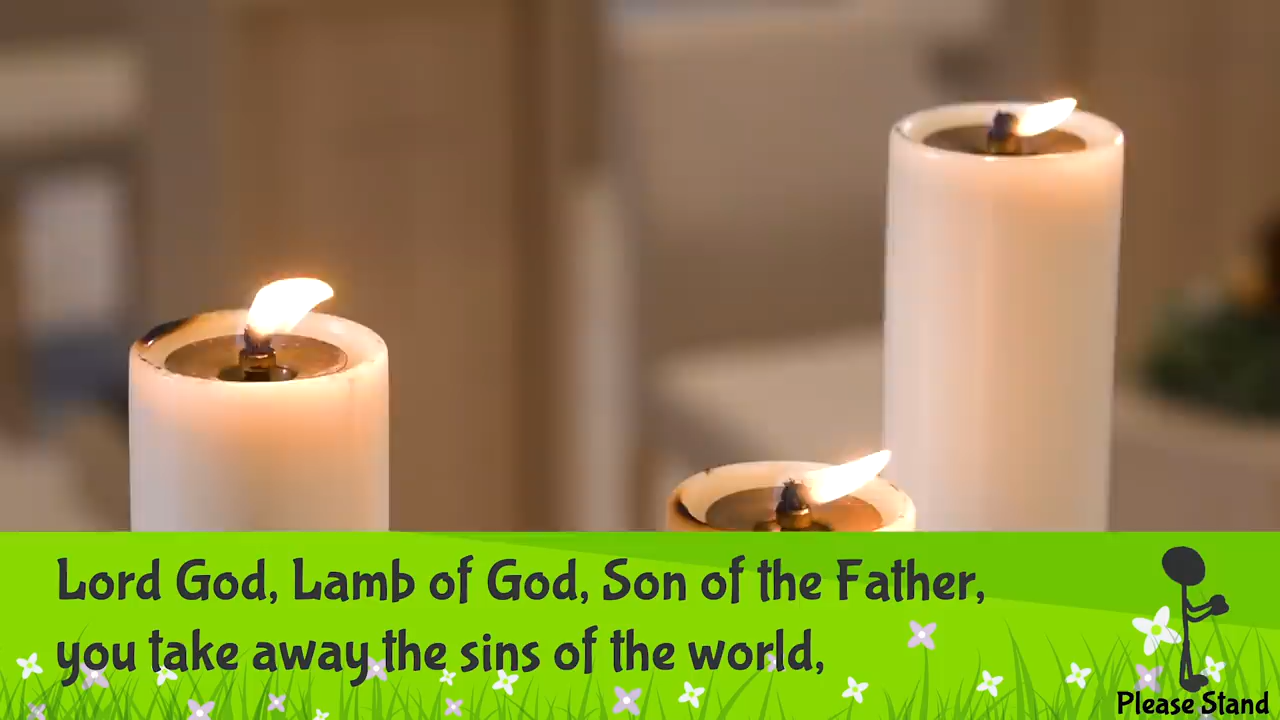 Lord God, Lamb of God, Son of the Father,
you take away the sins of the world,
Please Stand